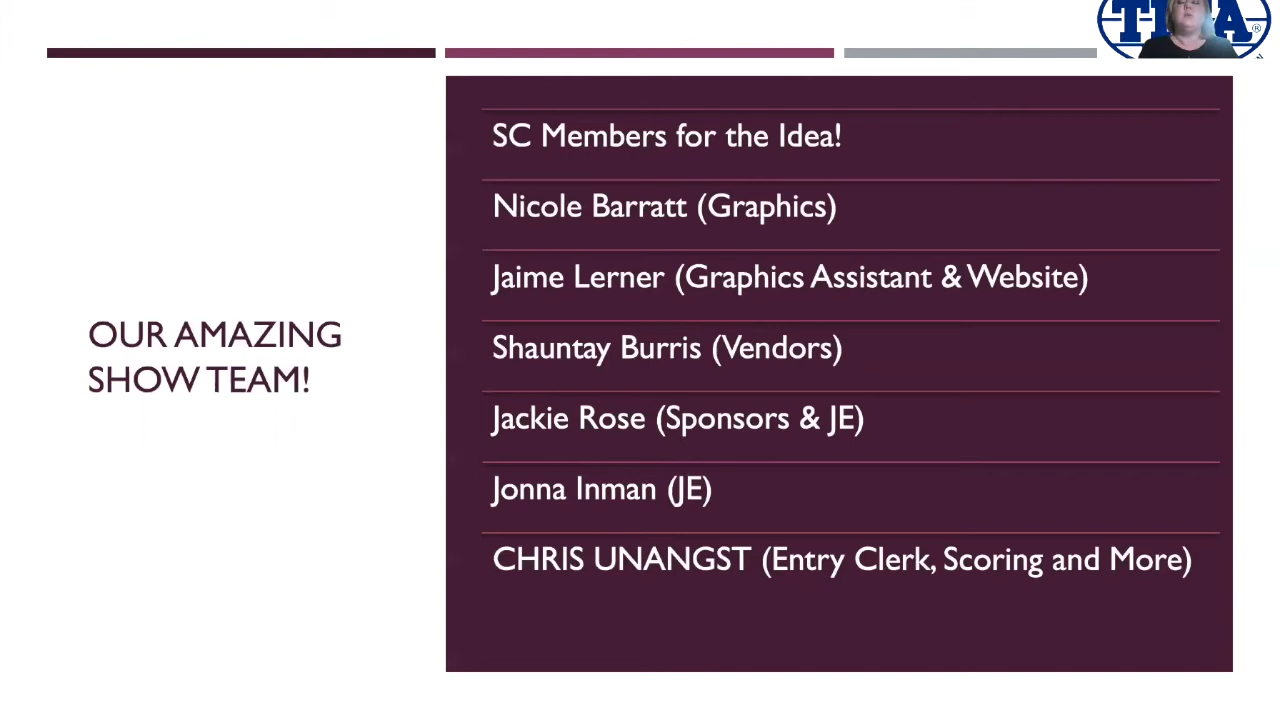 OUR AMAZING
SHOW TEAM!
SC Members for the Idea!
Nicole Barratt (Graphics)
Jaime Lerner (Graphics Assistant & Website)
Shauntay Burris (Vendors)
Jackie Rose (Sponsors & JE)
Jonna Inman (JE)
CHRIS UNANGST (Entry Clerk, Scoring and More)